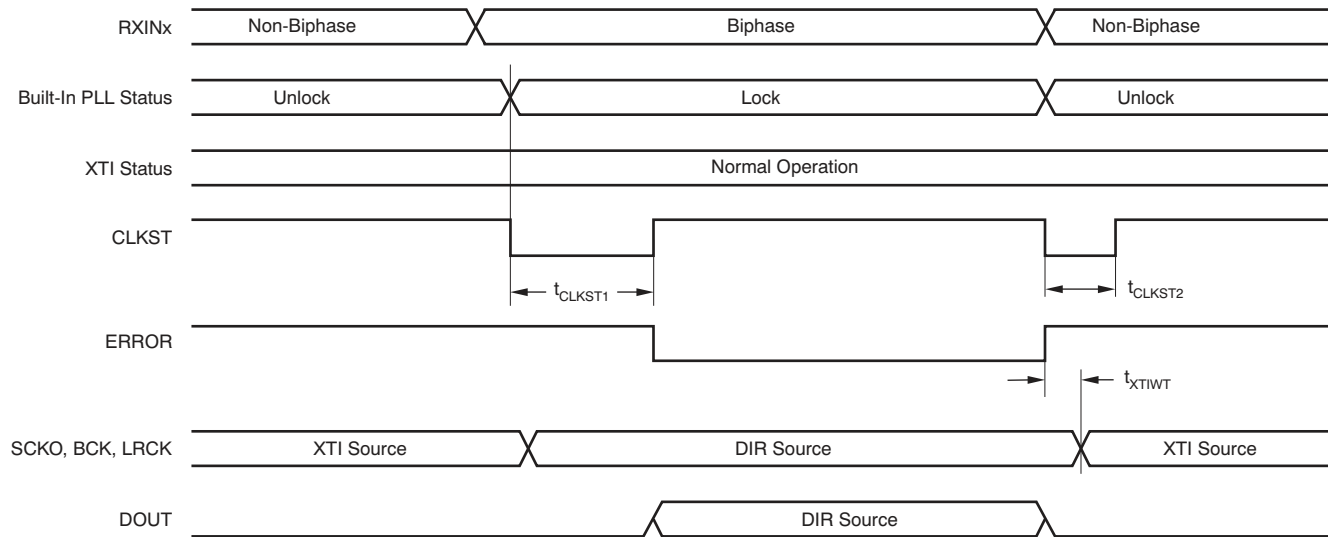 RXINx Non-Biphase Biphase Non-Biphase
Built-In PLL Status Unlock Lock Unlock
XTI Status Normal Operation
CLKST
tCLKST1 tCLKST2
ERROR
tXTIWT
SCKO, BCK, LRCK XTI Source DIR Source XTI Source
DOUT DIR Source